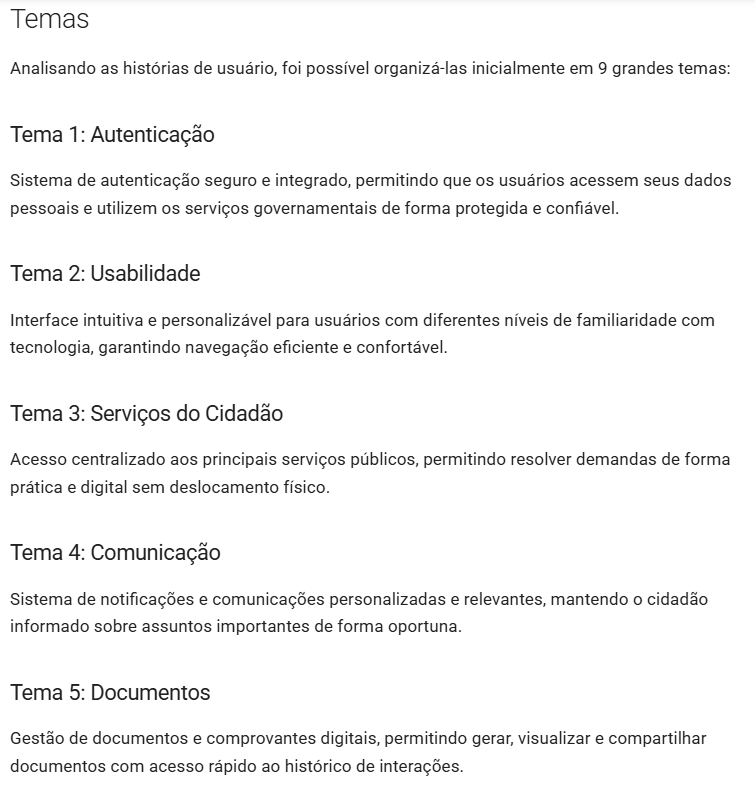 Temas
Analisando as histórias de usuário, foi possível organizá-las inicialmente em 9 grandes temas:
Tema 1: Autenticação
Sistema de autenticação seguro e integrado, permitindo que os usuários acessem seus dados
pessoais e utilizem os serviços governamentais de forma protegida e confiável.
Tema 2: Usabilidade
Interface intuitiva e personalizável para usuários com diferentes níveis de familiaridade com
tecnologia, garantindo navegação eficiente e confortável.
Tema 3: Serviços do Cidadão
Acesso centralizado aos principais serviços públicos, permitindo resolver demandas de forma
prática e digital sem deslocamento físico.
Tema 4: Comunicação
Sistema de notificações e comunicações personalizadas e relevantes, mantendo o cidadão
informado sobre assuntos importantes de forma oportuna.
Tema 5: Documentos
Gestão de documentos e comprovantes digitais, permitindo gerar, visualizar e compartilhar
documentos com acesso rápido ao histórico de interações.